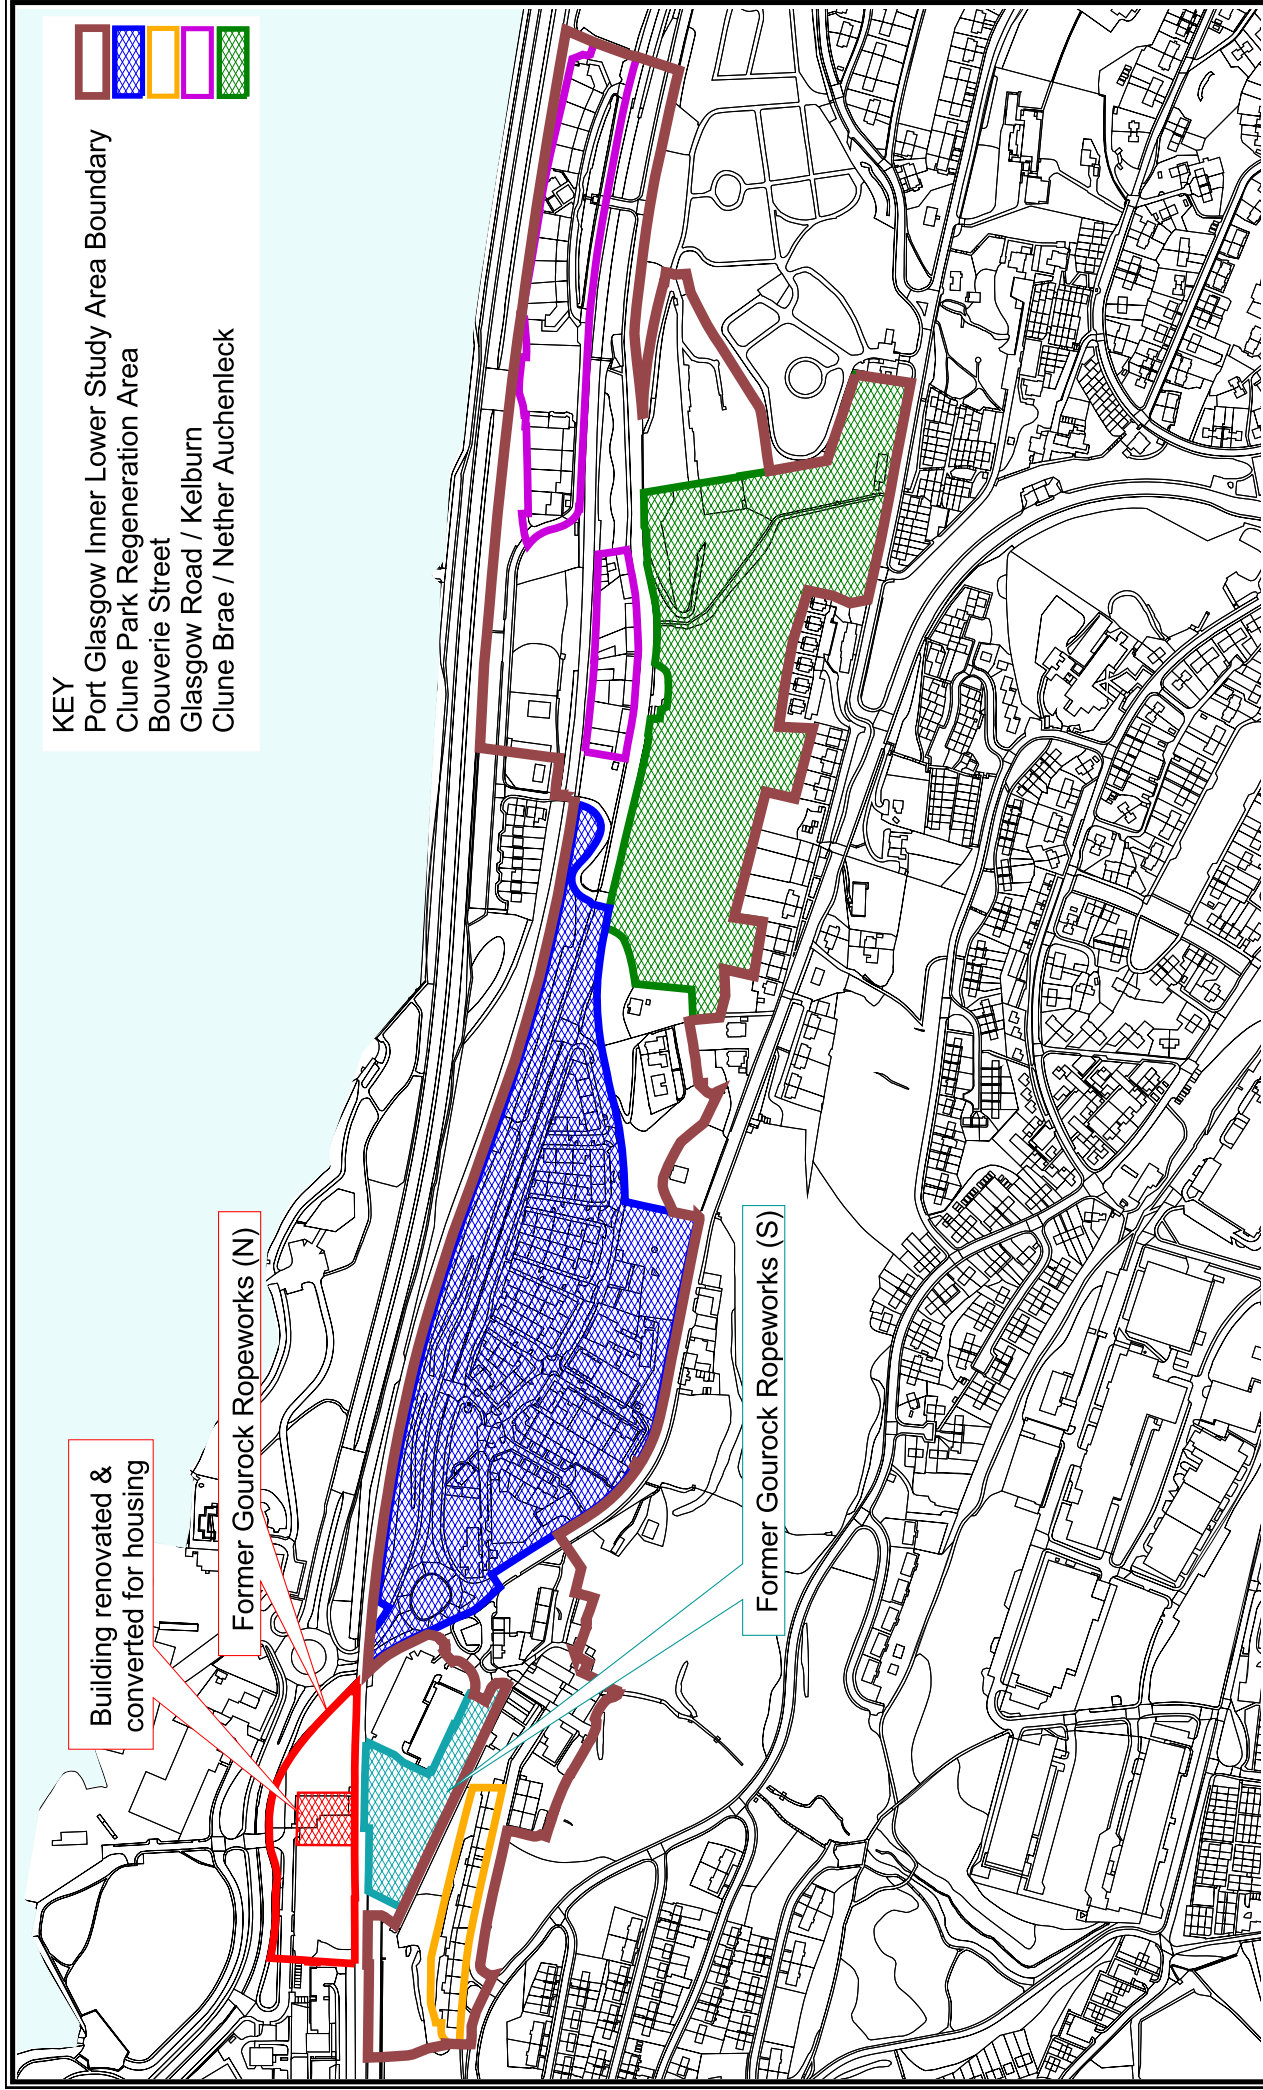 KEY
Port Glasgow Inner Lower Study Area Boundary
Clune Park Regeneration Area
Bouverie Street
Glasgow Road / Kelburn
Clune Brae / Nether Auchenleck
Building renovated &
converted for housing
Former Gourock Ropeworks (N)
Former Gourock Ropeworks (S)